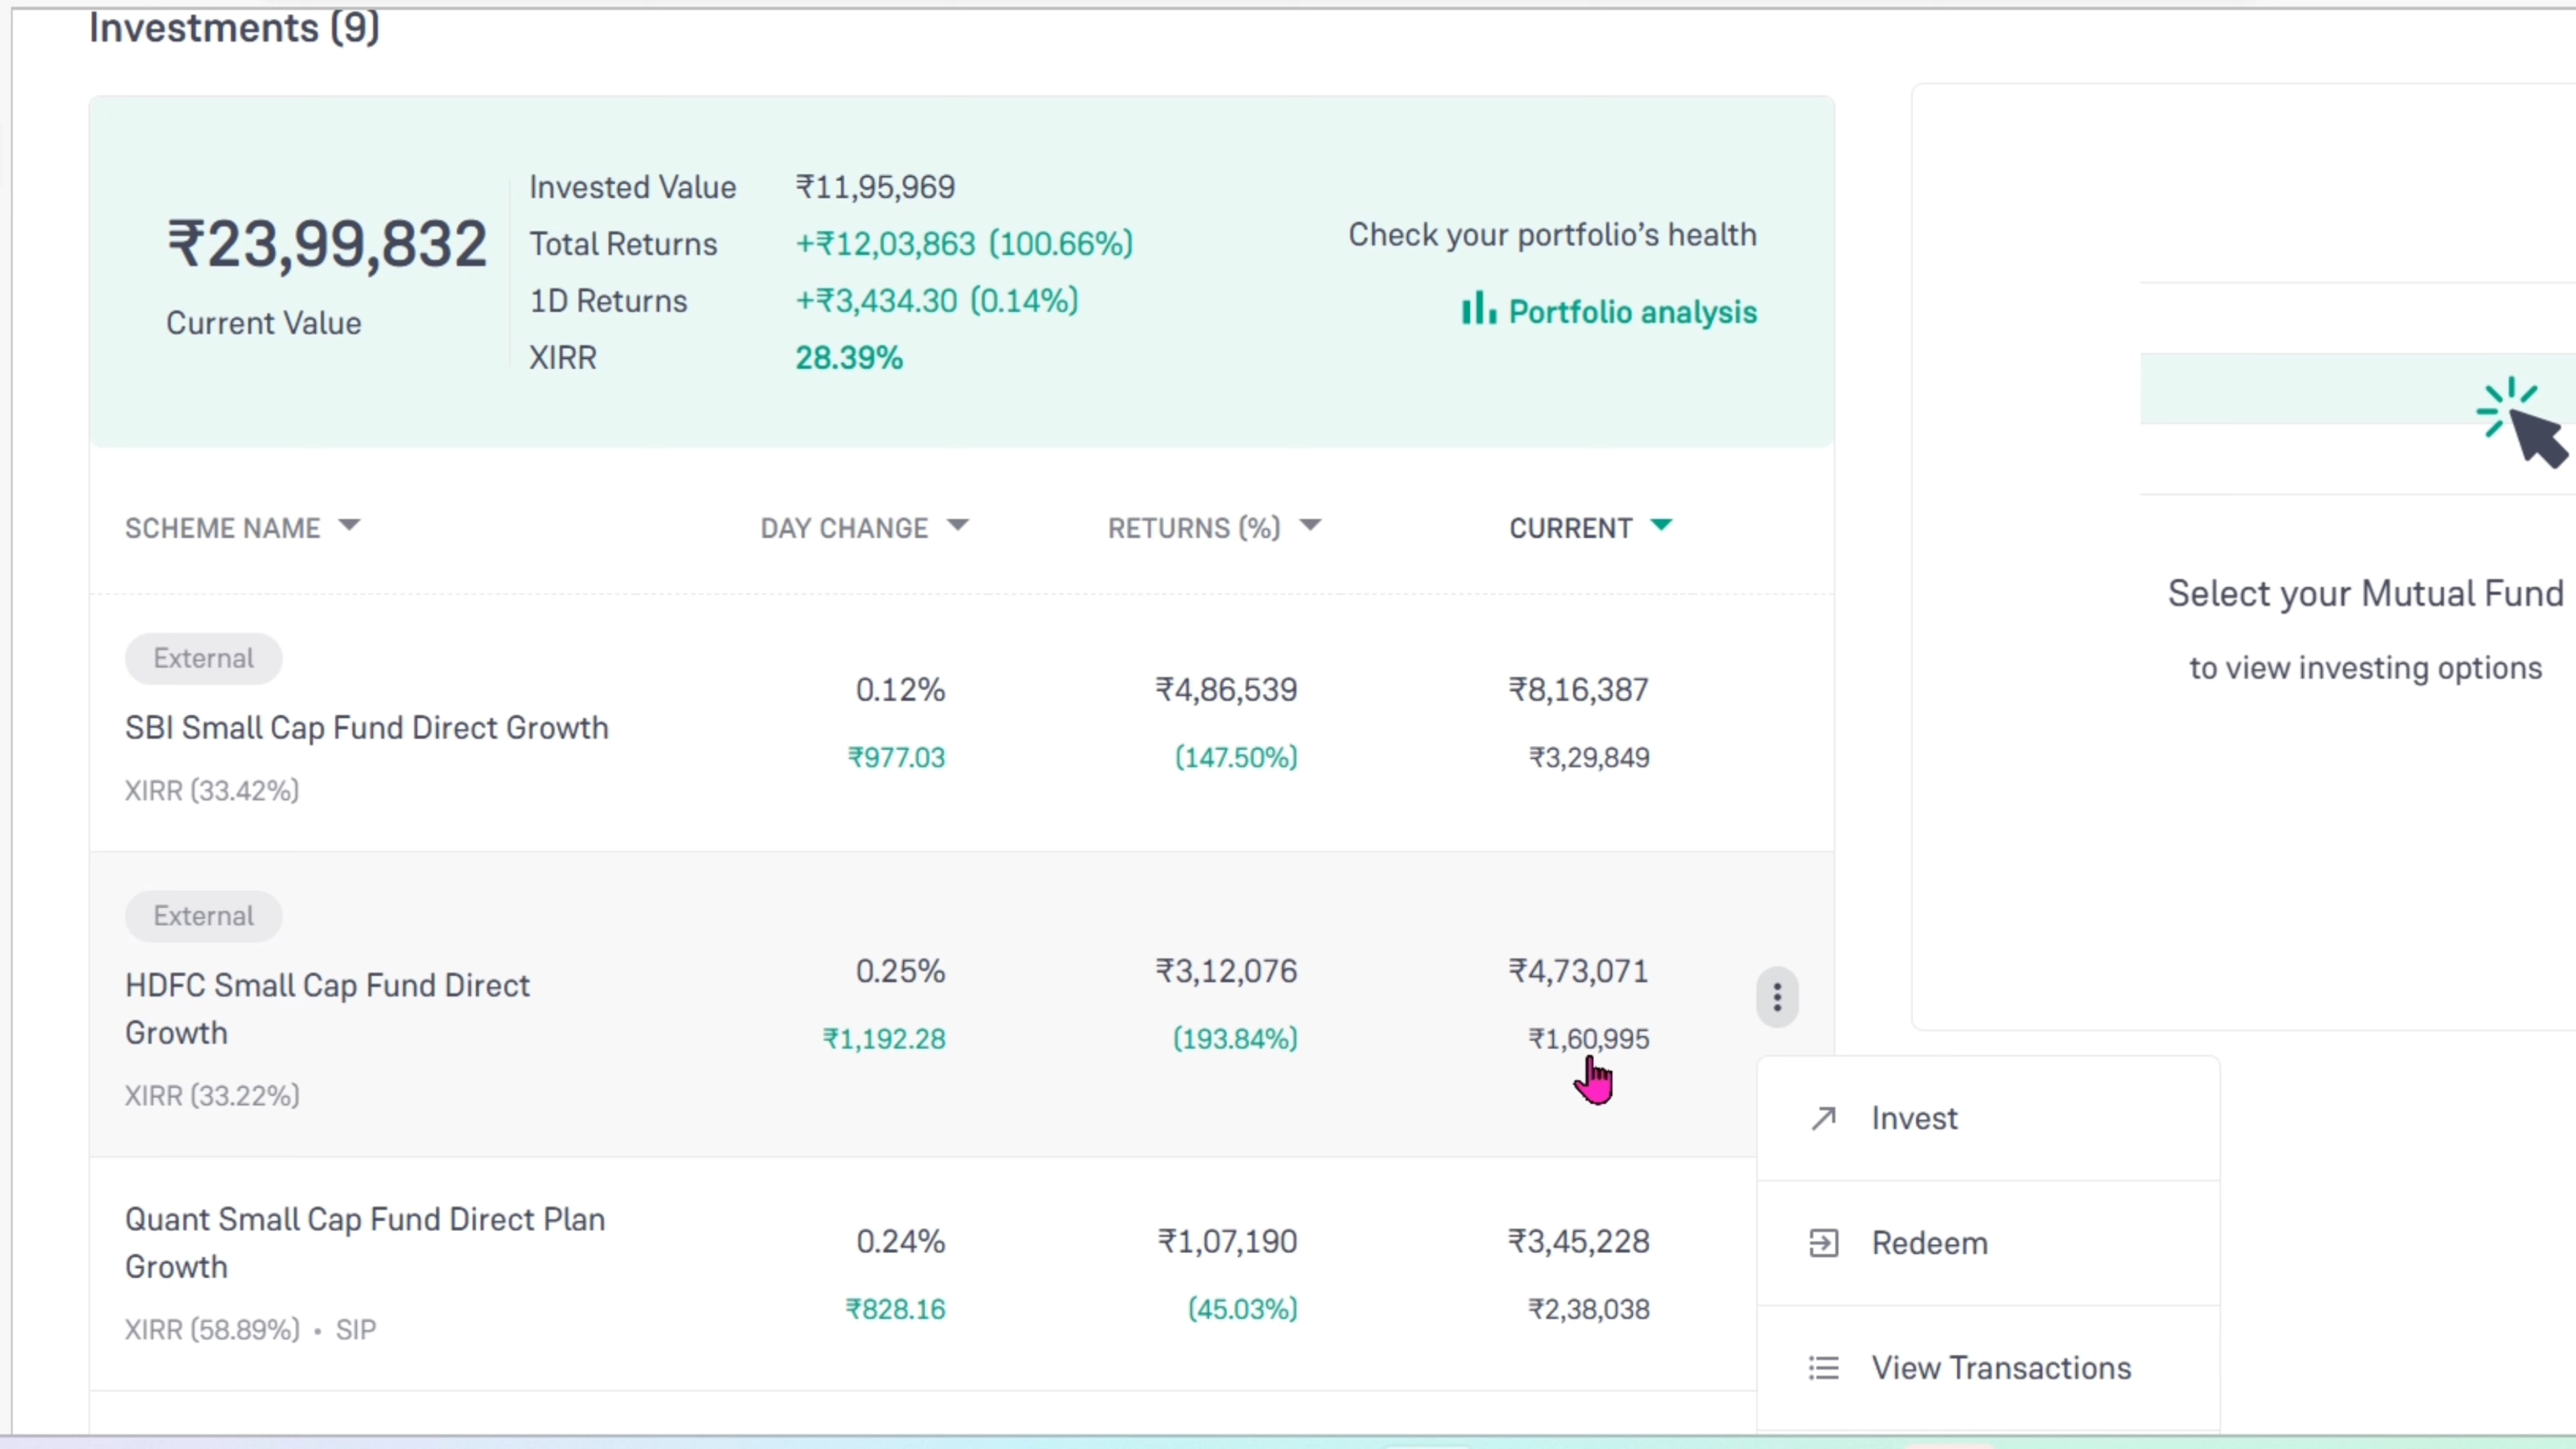 Investments (9)
₹23,99,832
Current Value
Invested Value ₹11,95,969
Total Returns +₹12,03,863 (100.66%)
1D Returns +₹3,434.30 (0.14%)
XIRR 28.39%
Check your portfolio's health
Portfolio analysis
SCHEME NAME DAY CHANGE RETURNS (%) CURRENT
External
SBI Small Cap Fund Direct Growth
XIRR (33.42%)
0.12% ₹4,86,539 ₹8,16,387
₹977.03 (147.50%) ₹3,29,849
External
HDFC Small Cap Fund Direct
Growth
XIRR (33.22%)
0.25% ₹3,12,076 ₹4,73,071
₹1,192.28 (193.84%) ₹1,60,995
Quant Small Cap Fund Direct Plan
Growth
XIRR (58.89%) • SIP
0.24% ₹1,07,190 ₹3,45,228
₹828.16 (45.03%) ₹2,38,038
Select your Mutual Fund
to view investing options
Invest
Redeem
View Transactions